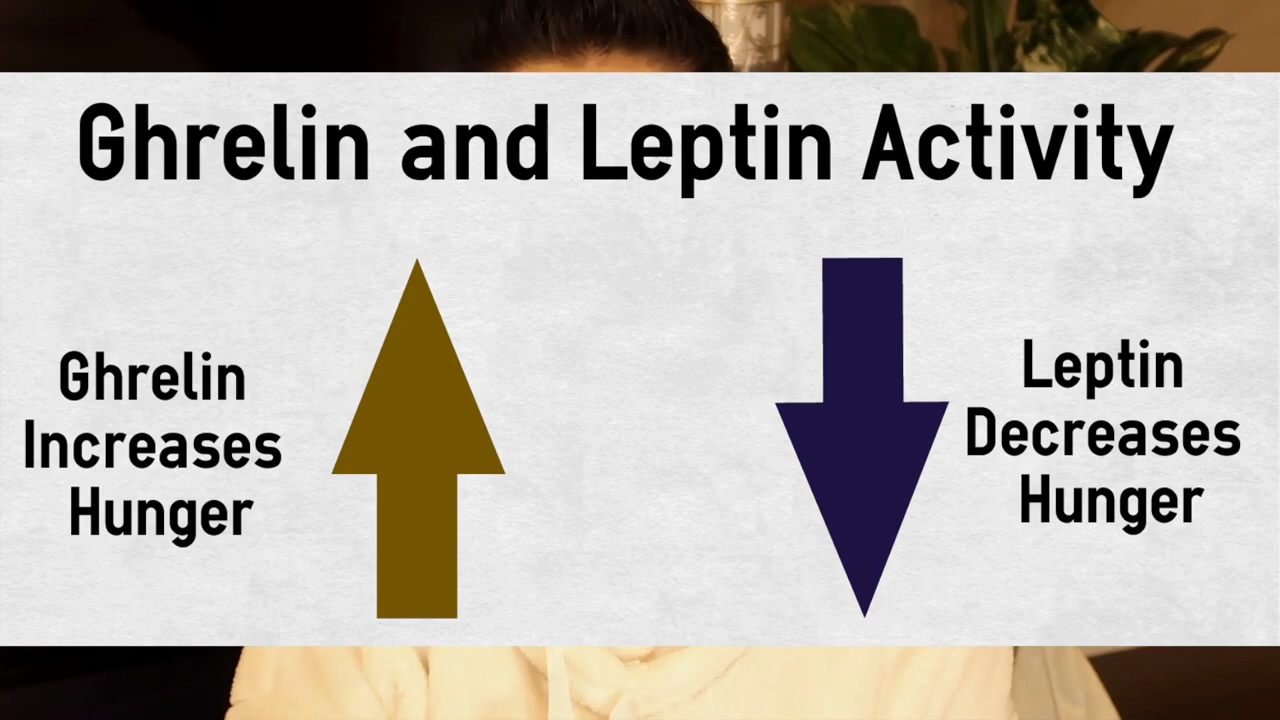 Ghrelin and Leptin Activity
Ghrelin
Increases
Hunger
Leptin
Decreases
Hunger